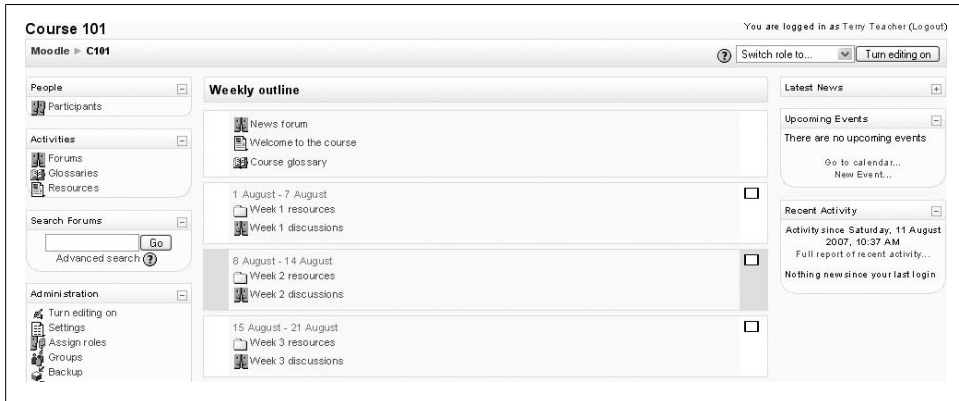 Course 101
You are logged in as Terry Teacher (Logout)
Moodle ► C101
Switch role to...
Turn editing on
People
Participants
Activities
Forums
Glossaries
Resources
Search Forums
Go
Advanced search
Administration
Turn editing on
Settings
Assign roles
Groups
Backup
Weekly outline
News forum
Welcome to the course
Course glossary
1 August - 7 August
Week 1 resources
Week 1 discussions
8 August - 14 August
Week 2 resources
Week 2 discussions
15 August - 21 August
Week 3 resources
Week 3 discussions
Latest News
Upcoming Events
There are no upcoming events
Go to calendar...
New Event...
Recent Activity
Activity since Saturday, 11 August
2007, 10:37 AM
Full report of recent activity...
Nothing new since your last login